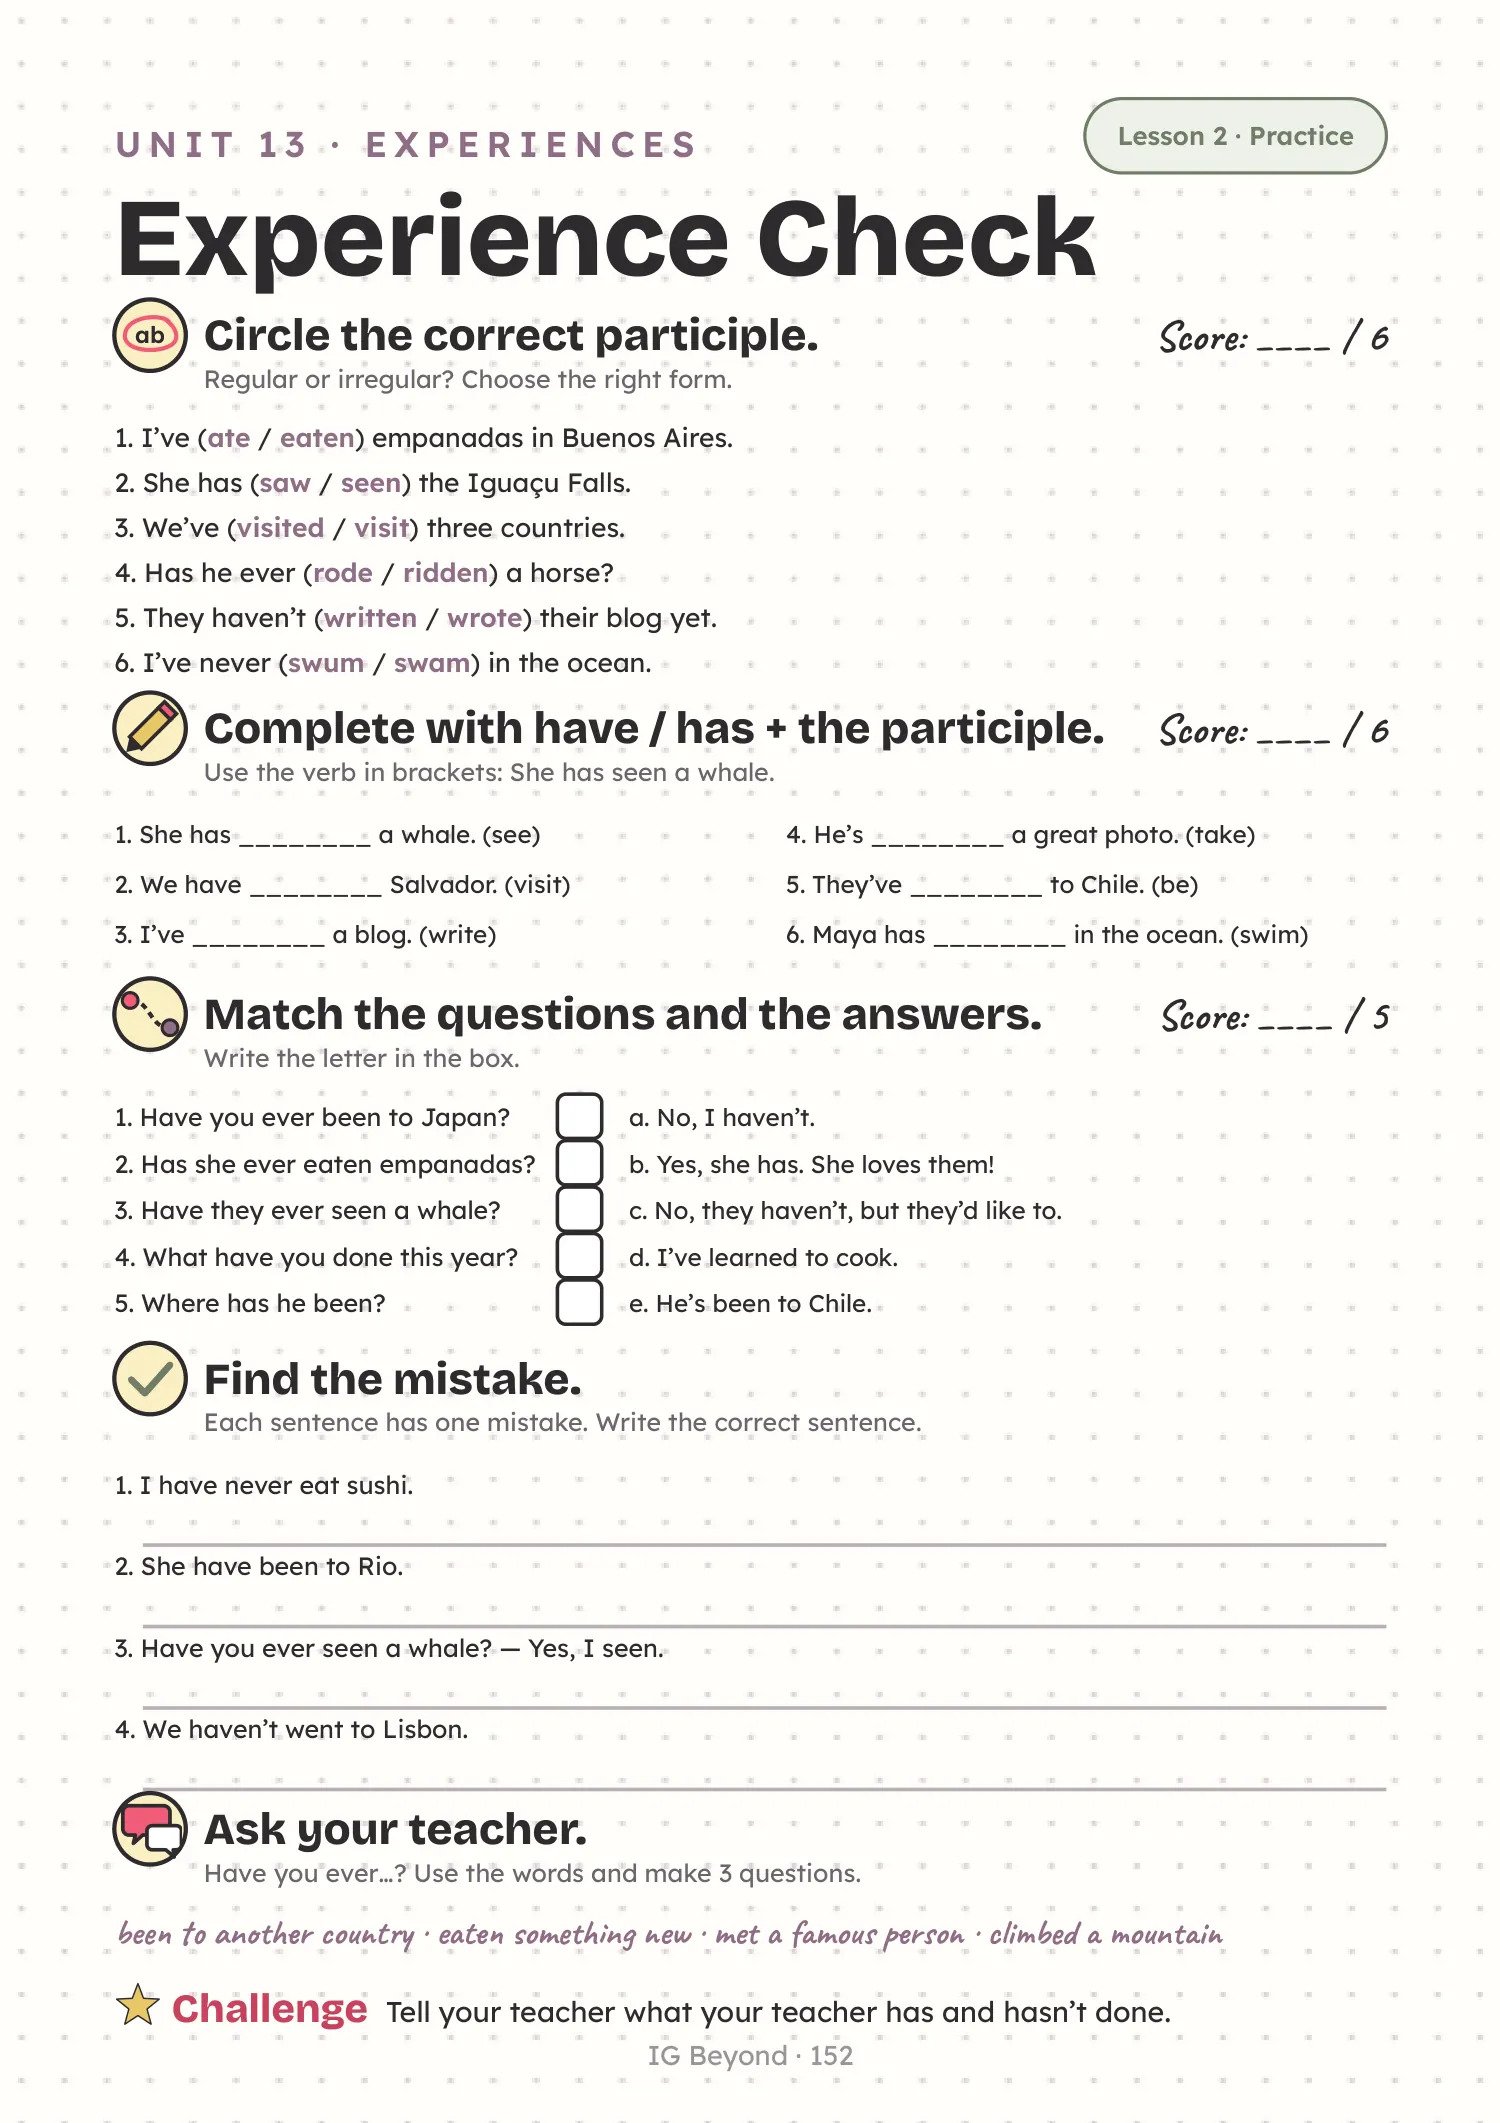 UNIT 13 · EXPERIENCES
Lesson 2 · Practice
Experience Check
ab
Circle the correct participle.
Score: ____ / 6
Regular or irregular? Choose the right form.
1. I’ve (ate / eaten) empanadas in Buenos Aires.
2. She has (saw / seen) the Iguaçu Falls.
3. We’ve (visited / visit) three countries.
4. Has he ever (rode / ridden) a horse?
5. They haven’t (written / wrote) their blog yet.
6. I’ve never (swum / swam) in the ocean.
Complete with have / has + the participle.
Score: ____ / 6
Use the verb in brackets: She has seen a whale.
1. She has ________ a whale. (see)
2. We have ________ Salvador. (visit)
3. I’ve ________ a blog. (write)
4. He’s ________ a great photo. (take)
5. They’ve ________ to Chile. (be)
6. Maya has ________ in the ocean. (swim)
Match the questions and the answers.
Score: ____ / 5
Write the letter in the box.
1. Have you ever been to Japan?
a. No, I haven’t.
2. Has she ever eaten empanadas?
b. Yes, she has. She loves them!
3. Have they ever seen a whale?
c. No, they haven’t, but they’d like to.
4. What have you done this year?
d. I’ve learned to cook.
5. Where has he been?
e. He’s been to Chile.
Find the mistake.
Each sentence has one mistake. Write the correct sentence.
1. I have never eat sushi.
2. She have been to Rio.
3. Have you ever seen a whale? — Yes, I seen.
4. We haven’t went to Lisbon.
Ask your teacher.
Have you ever…? Use the words and make 3 questions.
been to another country · eaten something new · met a famous person · climbed a mountain
Challenge Tell your teacher what your teacher has and hasn’t done.
IG Beyond · 152